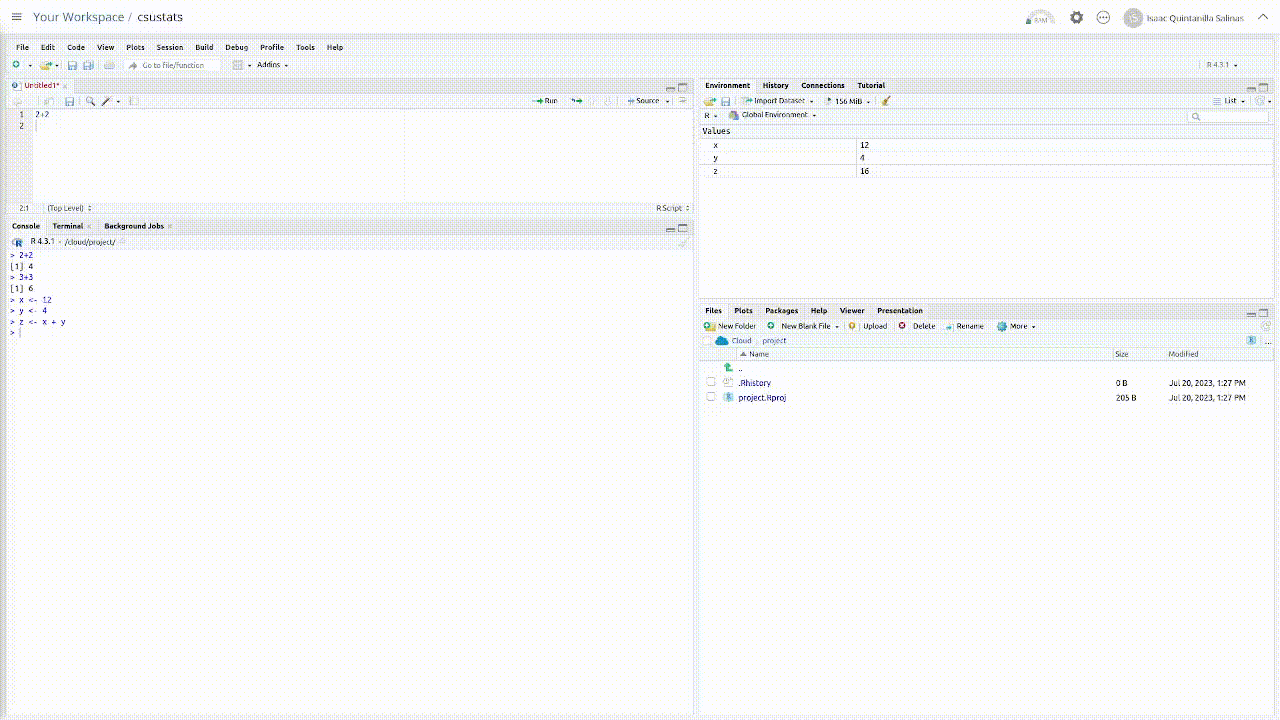 Your Workspace / csustats
RAM
Isaac Quintanilla Salinas
File Edit Code View Plots Session Build Debug Profile Tools Help
Go to file/function
Addins
R 4.3.1
Untitled1*
Run
Source
1 2+2
2
2:1 (Top Level)
R Script
Console Terminal Background Jobs
R 4.3.1 · /cloud/project/
> 2+2
[1] 4
> 3+3
[1] 6
> x <- 12
> y <- 4
> z <- x + y
>
Environment History Connections Tutorial
Import Dataset
156 MiB
List
R
Global Environment
Values
x 12
y 4
z 16
Files Plots Packages Help Viewer Presentation
New Folder New Blank File Upload Delete Rename More
Cloud project
...
Name Size Modified
..
.Rhistory 0 B Jul 20, 2023, 1:27 PM
project.Rproj 205 B Jul 20, 2023, 1:27 PM